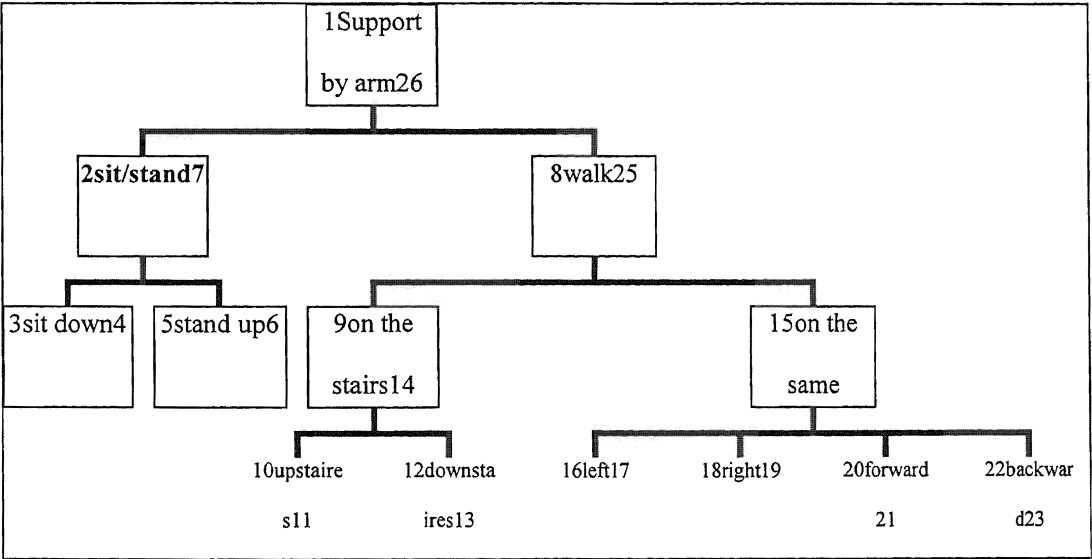 1Support
by arm26
2sit/stand7
8walk25
3sit down4
5stand up6
9on the
stairs14
15on the
same
10upstaire
s11
12downsta
ires13
16left17
18right19
20forward
21
22backwar
d23